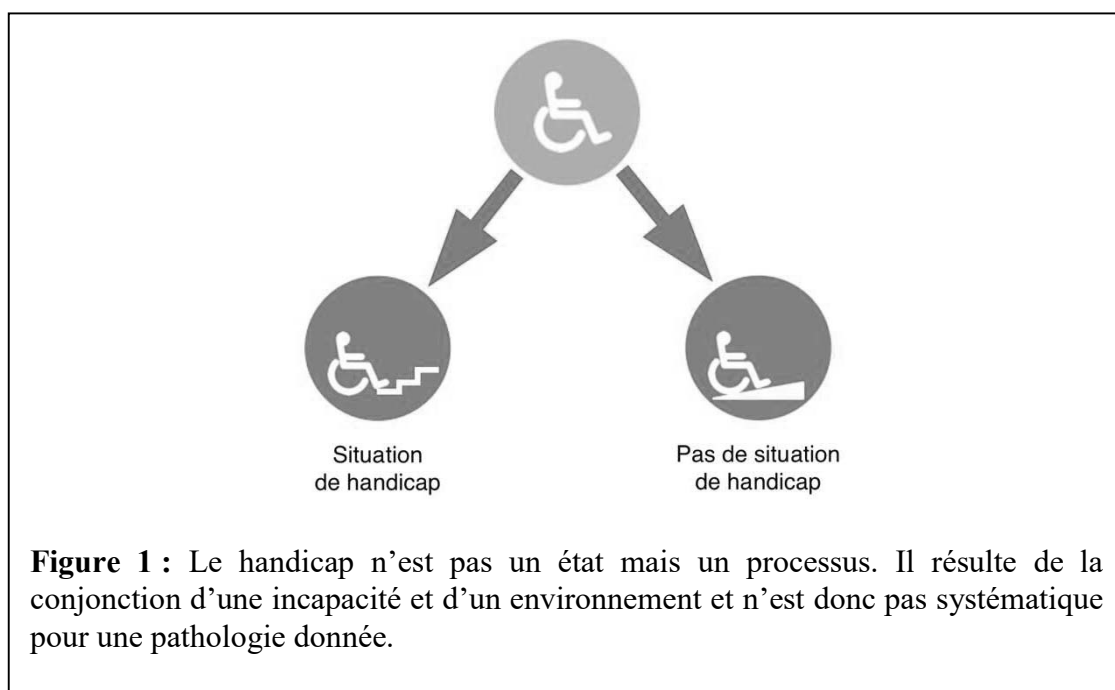 Situation
de handicap
Pas de situation
de handicap
Figure 1 : Le handicap n’est pas un état mais un processus. Il résulte de la
conjonction d’une incapacité et d’un environnement et n’est donc pas systématique
pour une pathologie donnée.